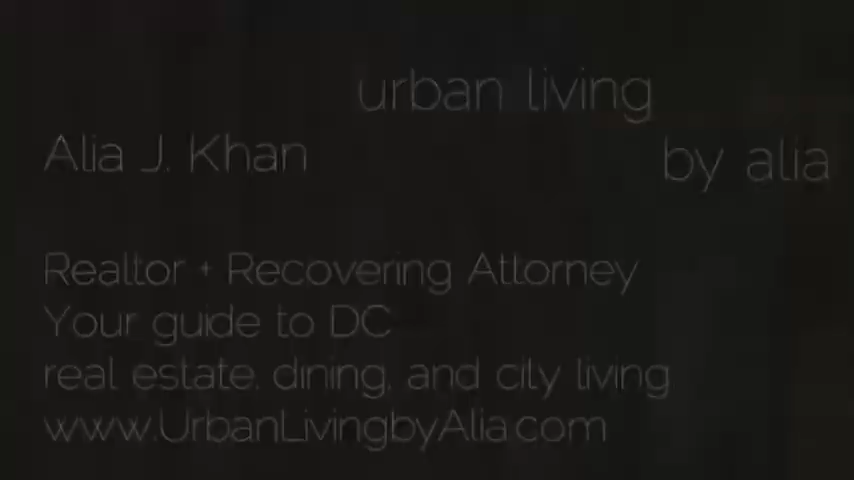 urban living
by alia
Alia J. Khan
Realtor + Recovering Attorney
Your guide to DC
real estate, dining, and city living
www.UrbanLivingbyAlia.com